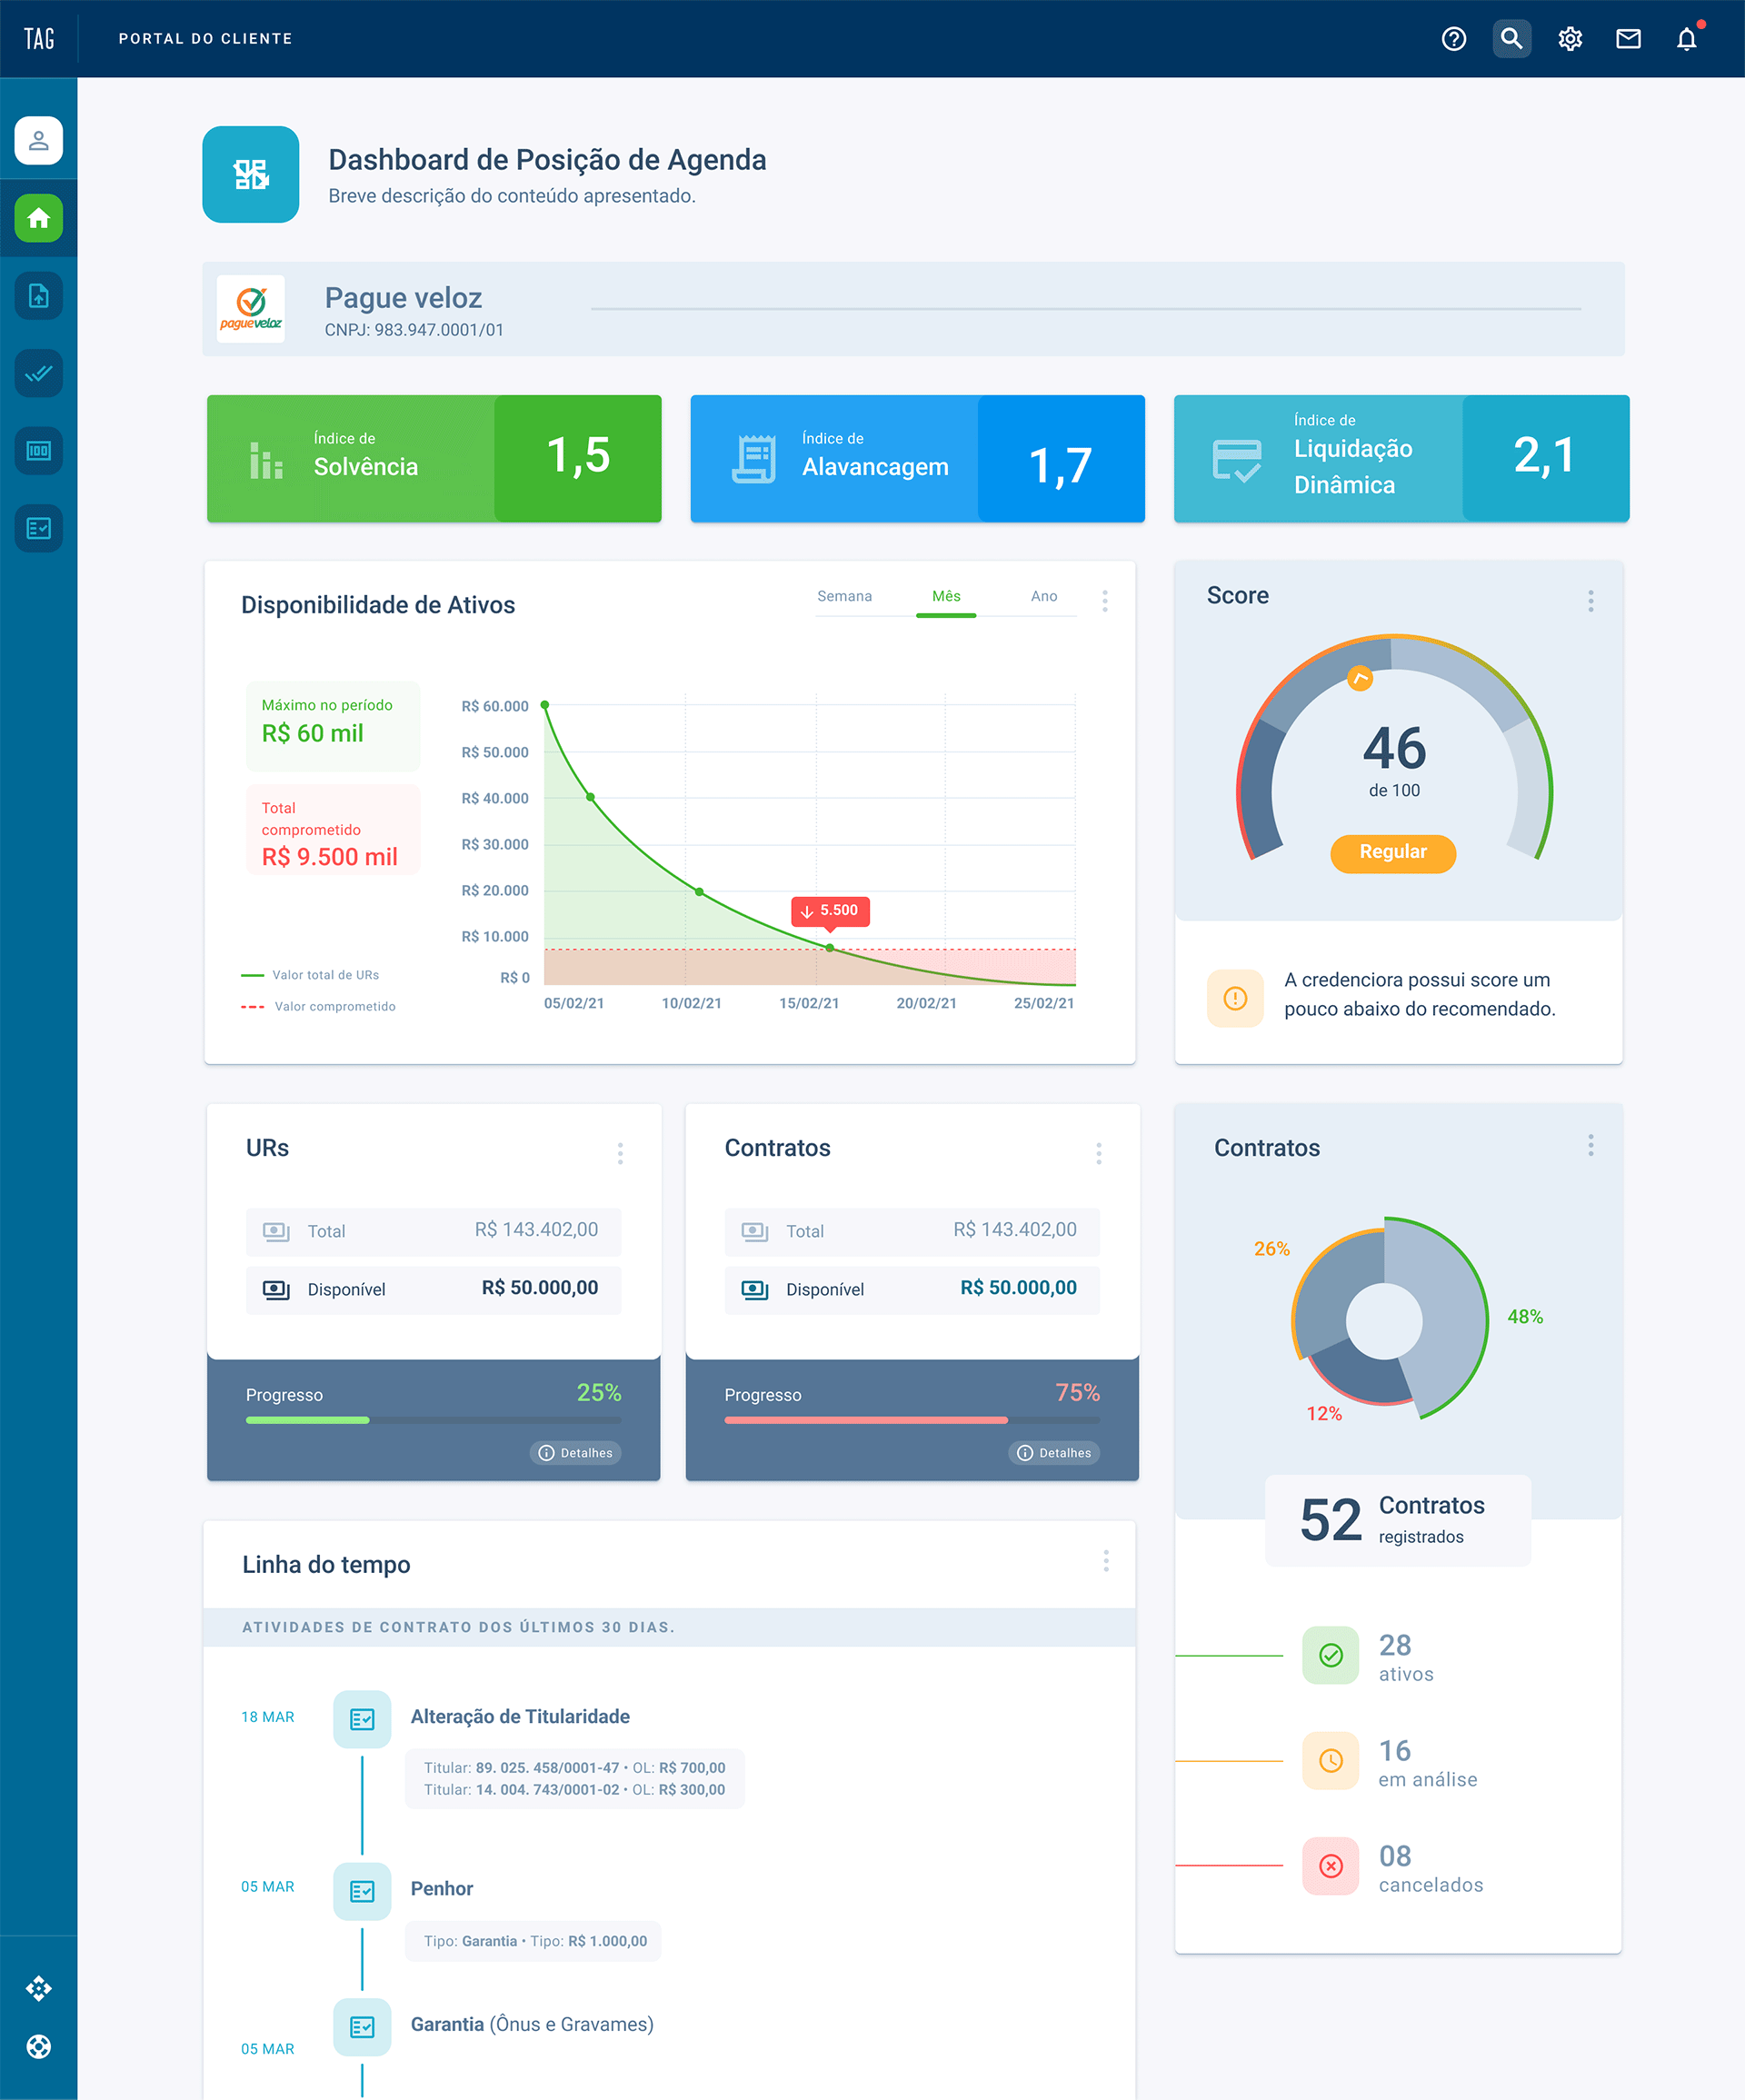 TAG
PORTAL DO CLIENTE
Dashboard de Posição de Agenda
Breve descrição do conteúdo apresentado.
pagueveloz
Pague veloz
CNPJ: 983.947.0001/01
Índice de
Solvência
1,5
Índice de
Alavancagem
1,7
Índice de
Liquidação
Dinâmica
2,1
Disponibilidade de Ativos
Semana
Mês
Ano
Máximo no período
R$ 60 mil
Total
comprometido
R$ 9.500 mil
Valor total de URs
Valor comprometido
R$ 60.000
R$ 50.000
R$ 40.000
R$ 30.000
R$ 20.000
R$ 10.000
R$ 0
5.500
05/02/21
10/02/21
15/02/21
20/02/21
25/02/21
Score
46
de 100
Regular
A credenciora possui score um
pouco abaixo do recomendado.
URs
Total
R$ 143.402,00
Disponível
R$ 50.000,00
Progresso
25%
Detalhes
Contratos
Total
R$ 143.402,00
Disponível
R$ 50.000,00
Progresso
75%
Detalhes
Contratos
26%
48%
12%
52
Contratos
registrados
28
ativos
16
em análise
08
cancelados
Linha do tempo
ATIVIDADES DE CONTRATO DOS ÚLTIMOS 30 DIAS.
18 MAR
Alteração de Titularidade
Titular: 89. 025. 458/0001-47 • OL: R$ 700,00
Titular: 14. 004. 743/0001-02 • OL: R$ 300,00
05 MAR
Penhor
Tipo: Garantia • Tipo: R$ 1.000,00
05 MAR
Garantia (Ônus e Gravames)
100